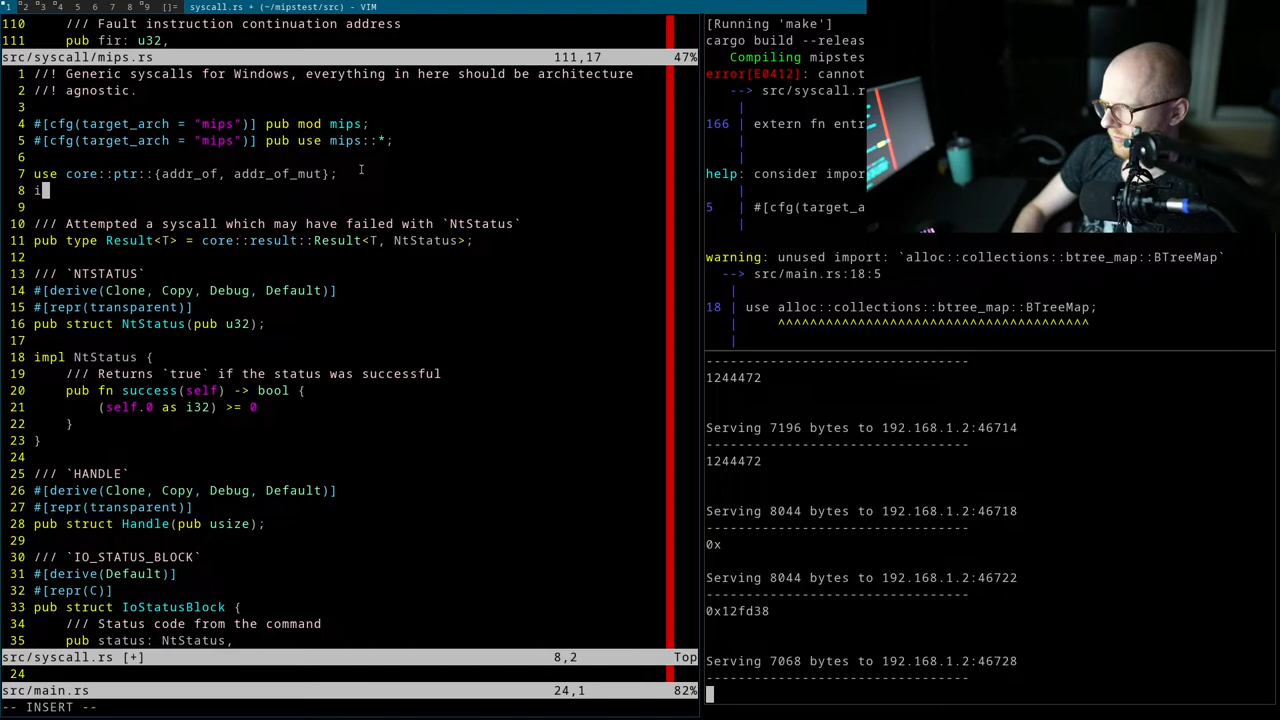 1 2 3 4 5 6 7 8 9 []= syscall.rs + (~/mipstest/src) - VIM
110 /// Fault instruction continuation address
111 pub fir: u32,
src/syscall/mips.rs 111,17 47%
1 //! Generic syscalls for Windows, everything in here should be architecture
2 //! agnostic.
3
4 #[cfg(target_arch = "mips")] pub mod mips;
5 #[cfg(target_arch = "mips")] pub use mips::*;
6
7 use core::ptr::{addr_of, addr_of_mut};
8 i
9
10 /// Attempted a syscall which may have failed with `NtStatus`
11 pub type Result<T> = core::result::Result<T, NtStatus>;
12
13 /// `NTSTATUS`
14 #[derive(Clone, Copy, Debug, Default)]
15 #[repr(transparent)]
16 pub struct NtStatus(pub u32);
17
18 impl NtStatus {
19 /// Returns `true` if the status was successful
20 pub fn success(self) -> bool {
21 (self.0 as i32) >= 0
22 }
23 }
24
25 /// `HANDLE`
26 #[derive(Clone, Copy, Debug, Default)]
27 #[repr(transparent)]
28 pub struct Handle(pub usize);
29
30 /// `IO_STATUS_BLOCK`
31 #[derive(Default)]
32 #[repr(C)]
33 pub struct IoStatusBlock {
34 /// Status code from the command
35 pub status: NtStatus,
src/syscall.rs [+] 8,2 Top
24
src/main.rs 24,1 82%
-- INSERT --
[Running 'make']
cargo build --releas
Compiling mipstes
error[E0412]: cannot
--> src/syscall.r
|
166 | extern fn entr
|
help: consider impor
|
5 | #[cfg(target_a
|
warning: unused import: `alloc::collections::btree_map::BTreeMap`
--> src/main.rs:18:5
|
18 | use alloc::collections::btree_map::BTreeMap;
| ^^^^^^^^^^^^^^^^^^^^^^^^^^^^^^^^^^^^^^^
|
---------------------------------
1244472
Serving 7196 bytes to 192.168.1.2:46714
---------------------------------
1244472
Serving 8044 bytes to 192.168.1.2:46718
---------------------------------
0x
Serving 8044 bytes to 192.168.1.2:46722
---------------------------------
0x12fd38
Serving 7068 bytes to 192.168.1.2:46728
---------------------------------